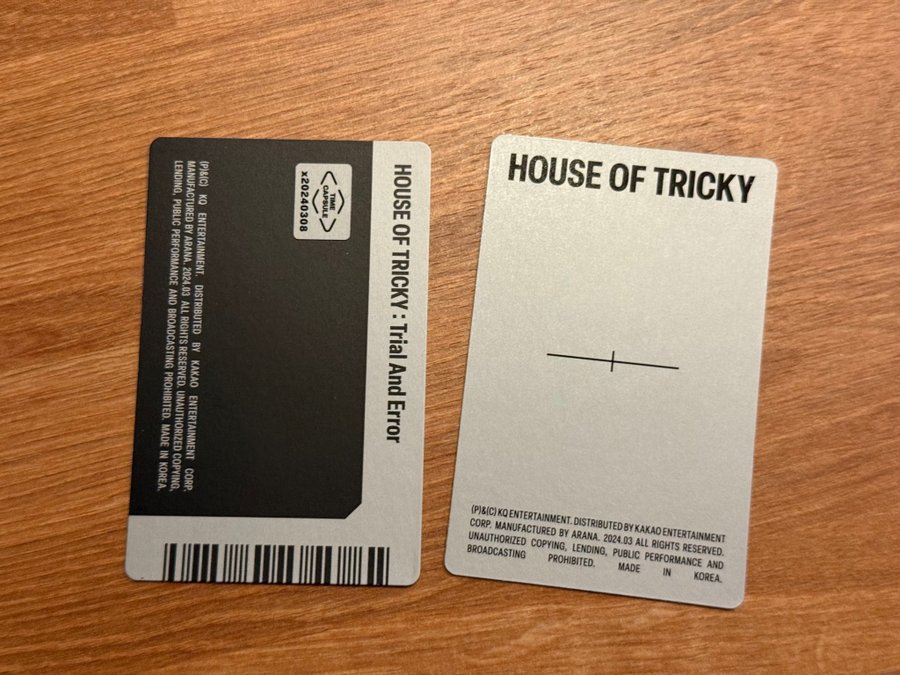 HOUSE OF TRICKY : Trial And Error
TIME
CAPSULE
x20240308
(P)&(C) KQ ENTERTAINMENT. DISTRIBUTED BY KAKAO ENTERTAINMENT CORP.
MANUFACTURED BY ARANA. 2024.03 ALL RIGHTS RESERVED. UNAUTHORIZED COPYING,
LENDING, PUBLIC PERFORMANCE AND BROADCASTING PROHIBITED. MADE IN KOREA.
HOUSE OF TRICKY
(P)&(C) KQ ENTERTAINMENT. DISTRIBUTED BY KAKAO ENTERTAINMENT
CORP. MANUFACTURED BY ARANA. 2024.03 ALL RIGHTS RESERVED.
UNAUTHORIZED COPYING, LENDING, PUBLIC PERFORMANCE AND
BROADCASTING PROHIBITED. MADE IN KOREA.